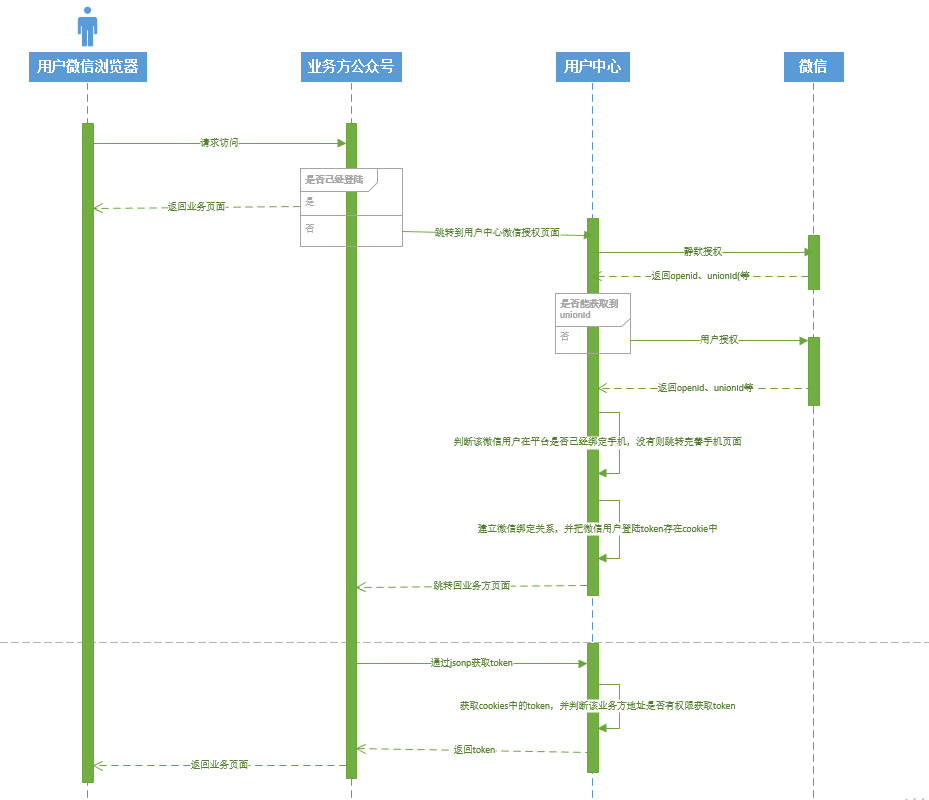 用户微信浏览器
业务方公众号
用户中心
微信
请求访问
是否已经登陆
是
返回业务页面
否
跳转到用户中心微信授权页面
静默授权
返回openid、unionid(等
是否能获取到
unionid
否
用户授权
返回openid、unionid等
判断该微信用户在平台是否已经绑定手机，没有则跳转完善手机页面
建立微信绑定关系，并把微信用户登陆token存在cookie中
跳转回业务方页面
通过jsonp获取token
获取cookies中的token，并判断该业务方地址是否有权限获取token
返回token
返回业务页面